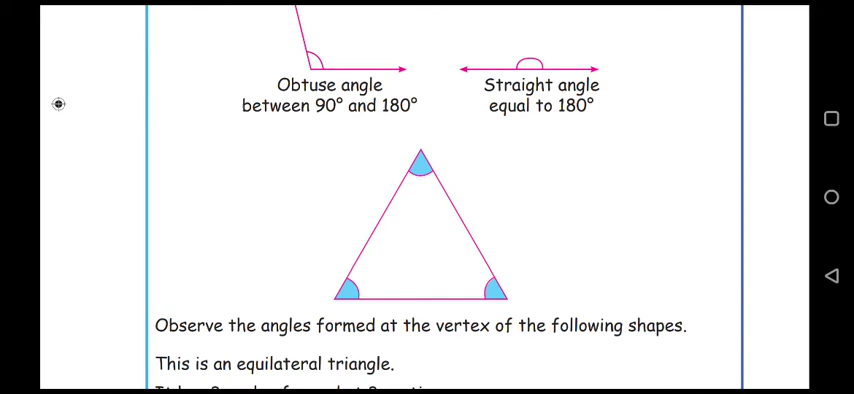 Obtuse angle
between 90° and 180°
Straight angle
equal to 180°
Observe the angles formed at the vertex of the following shapes.
This is an equilateral triangle.